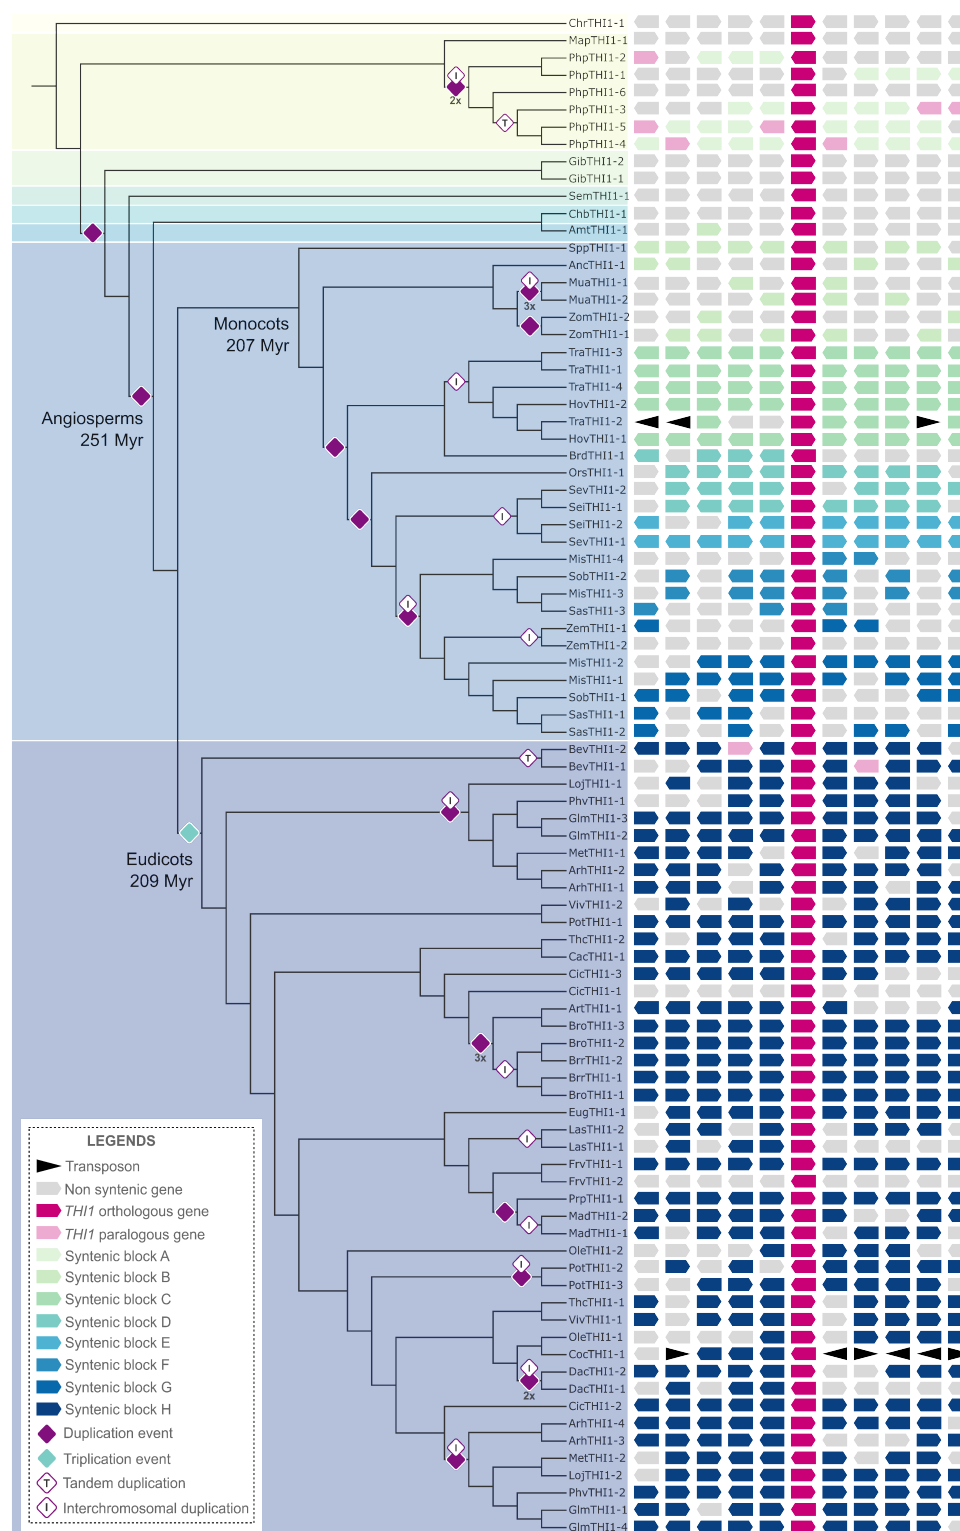 ChrTHI1-1
MapTHI1-1
PhpTHI1-2
I
PhpTHI1-1
2x
PhpTHI1-6
PhpTHI1-3
T
PhpTHI1-5
PhpTHI1-4
GibTHI1-2
GibTHI1-1
SemTHI1-1
ChbTHI1-1
AmtTHI1-1
SppTHI1-1
AncTHI1-1
I
MuaTHI1-1
MuaTHI1-2
3x
ZomTHI1-2
Monocots
207 Myr
ZomTHI1-1
TraTHI1-3
TraTHI1-1
I
TraTHI1-4
HovTHI1-2
Angiosperms
251 Myr
TraTHI1-2
HovTHI1-1
BrdTHI1-1
OrsTHI1-1
SevTHI1-2
SeiTHI1-1
I
SeiTHI1-2
SevTHI1-1
MisTHI1-4
SobTHI1-2
MisTHI1-3
I
SasTHI1-3
ZemTHI1-1
I
ZemTHI1-2
MisTHI1-2
MisTHI1-1
SobTHI1-1
SasTHI1-1
SasTHI1-2
BevTHI1-2
T
BevTHI1-1
LojTHI1-1
I
PhvTHI1-1
GlmTHI1-3
GlmTHI1-2
Eudicots
209 Myr
MetTHI1-1
ArhTHI1-2
ArhTHI1-1
VivTHI1-2
PotTHI1-1
ThcTHI1-2
CacTHI1-1
CicTHI1-3
CicTHI1-1
ArtTHI1-1
BroTHI1-3
BroTHI1-2
3x
BrrTHI1-2
I
BrrTHI1-1
BroTHI1-1
EugTHI1-1
LasTHI1-2
I
LasTHI1-1
FrvTHI1-1
FrvTHI1-2
PrpTHI1-1
MadTHI1-2
I
MadTHI1-1
OleTHI1-2
I
PotTHI1-2
PotTHI1-3
ThcTHI1-1
VivTHI1-1
OleTHI1-1
CocTHI1-1
I
DacTHI1-2
DacTHI1-1
2x
CicTHI1-2
ArhTHI1-4
ArhTHI1-3
I
MetTHI1-2
LojTHI1-2
PhvTHI1-2
GlmTHI1-1
GlmTHI1-4
LEGENDS
Transposon
Non syntenic gene
THI1 orthologous gene
THI1 paralogous gene
Syntenic block A
Syntenic block B
Syntenic block C
Syntenic block D
Syntenic block E
Syntenic block F
Syntenic block G
Syntenic block H
Duplication event
Triplication event
T Tandem duplication
I Interchromosomal duplication